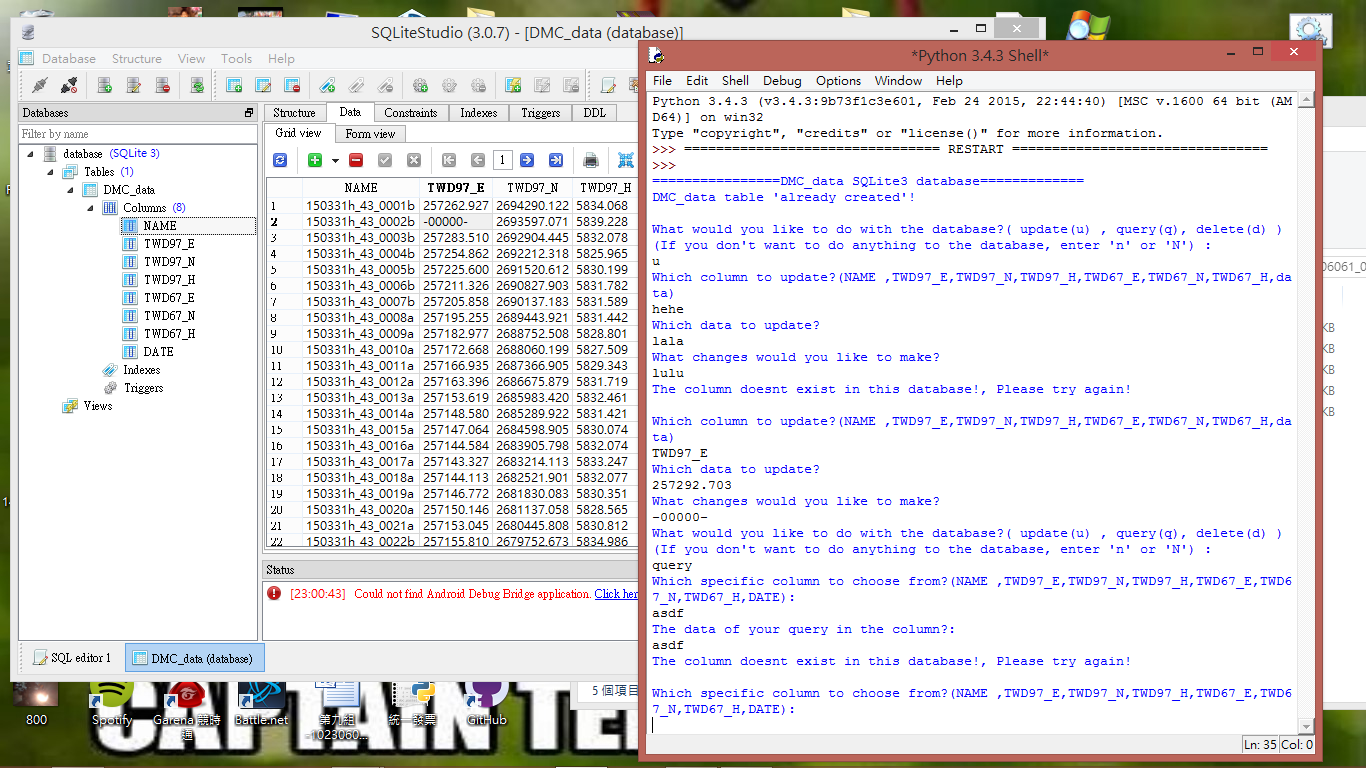 SQLiteStudio (3.0.7) - [DMC_data (database)]
Database Structure View Tools Help
Databases
Filter by name
database (SQLite 3)
Tables (1)
DMC_data
Columns (8)
NAME
TWD97_E
TWD97_N
TWD97_H
TWD67_E
TWD67_N
TWD67_H
DATE
Indexes
Triggers
Views
Structure Data Constraints Indexes Triggers DDL
Grid view Form view
1
NAME TWD97_E TWD97_N TWD97_H
1 150331h_43_0001b 257262.927 2694290.122 5834.068
2 150331h_43_0002b -00000- 2693597.071 5839.228
3 150331h_43_0003b 257283.510 2692904.445 5832.078
4 150331h_43_0004b 257254.862 2692212.318 5825.965
5 150331h_43_0005b 257225.600 2691520.612 5830.199
6 150331h_43_0006b 257211.326 2690827.903 5831.782
7 150331h_43_0007b 257205.858 2690137.183 5831.589
8 150331h_43_0008a 257195.255 2689443.921 5831.442
9 150331h_43_0009a 257182.977 2688752.508 5828.801
10 150331h_43_0010a 257172.668 2688060.199 5827.509
11 150331h_43_0011a 257166.935 2687366.905 5829.343
12 150331h_43_0012a 257163.396 2686675.879 5831.719
13 150331h_43_0013a 257153.619 2685983.420 5832.461
14 150331h_43_0014a 257148.580 2685289.922 5831.421
15 150331h_43_0015a 257147.064 2684598.905 5830.074
16 150331h_43_0016a 257144.584 2683905.798 5832.074
17 150331h_43_0017a 257143.327 2683214.113 5833.247
18 150331h_43_0018a 257144.113 2682521.901 5832.077
19 150331h_43_0019a 257146.772 2681830.083 5830.351
20 150331h_43_0020a 257150.146 2681137.058 5828.565
21 150331h_43_0021a 257153.045 2680445.808 5830.812
22 150331h_43_0022b 257155.810 2679752.673 5834.986
Status
[23:00:43] Could not find Android Debug Bridge application. Click her
SQL editor 1 DMC_data (database)
*Python 3.4.3 Shell*
File Edit Shell Debug Options Window Help
Python 3.4.3 (v3.4.3:9b73f1c3e601, Feb 24 2015, 22:44:40) [MSC v.1600 64 bit (AM
D64)] on win32
Type "copyright", "credits" or "license()" for more information.
>>> ================================ RESTART ================================
>>>
================DMC_data SQLite3 database=============
DMC_data table 'already created'!
What would you like to do with the database?( update(u) , query(q), delete(d) )
(If you don't want to do anything to the database, enter 'n' or 'N') :
u
Which column to update?(NAME ,TWD97_E,TWD97_N,TWD97_H,TWD67_E,TWD67_N,TWD67_H,da
ta)
hehe
Which data to update?
lala
What changes would you like to make?
lulu
The column doesnt exist in this database!, Please try again!
Which column to update?(NAME ,TWD97_E,TWD97_N,TWD97_H,TWD67_E,TWD67_N,TWD67_H,da
ta)
TWD97_E
Which data to update?
257292.703
What changes would you like to make?
-00000-
What would you like to do with the database?( update(u) , query(q), delete(d) )
(If you don't want to do anything to the database, enter 'n' or 'N') :
query
Which specific column to choose from?(NAME ,TWD97_E,TWD97_N,TWD97_H,TWD67_E,TWD6
7_N,TWD67_H,DATE):
asdf
The data of your query in the column?:
asdf
The column doesnt exist in this database!, Please try again!
Which specific column to choose from?(NAME ,TWD97_E,TWD97_N,TWD97_H,TWD67_E,TWD6
7_N,TWD67_H,DATE):
Ln: 35 Col: 0
06061_0
KB
KB
KB
KB
5 個項目
800 Spotify Garena 競時通 Battle.net 第九組-1023060... 統一發票 GitHub
CAPTAIN TE